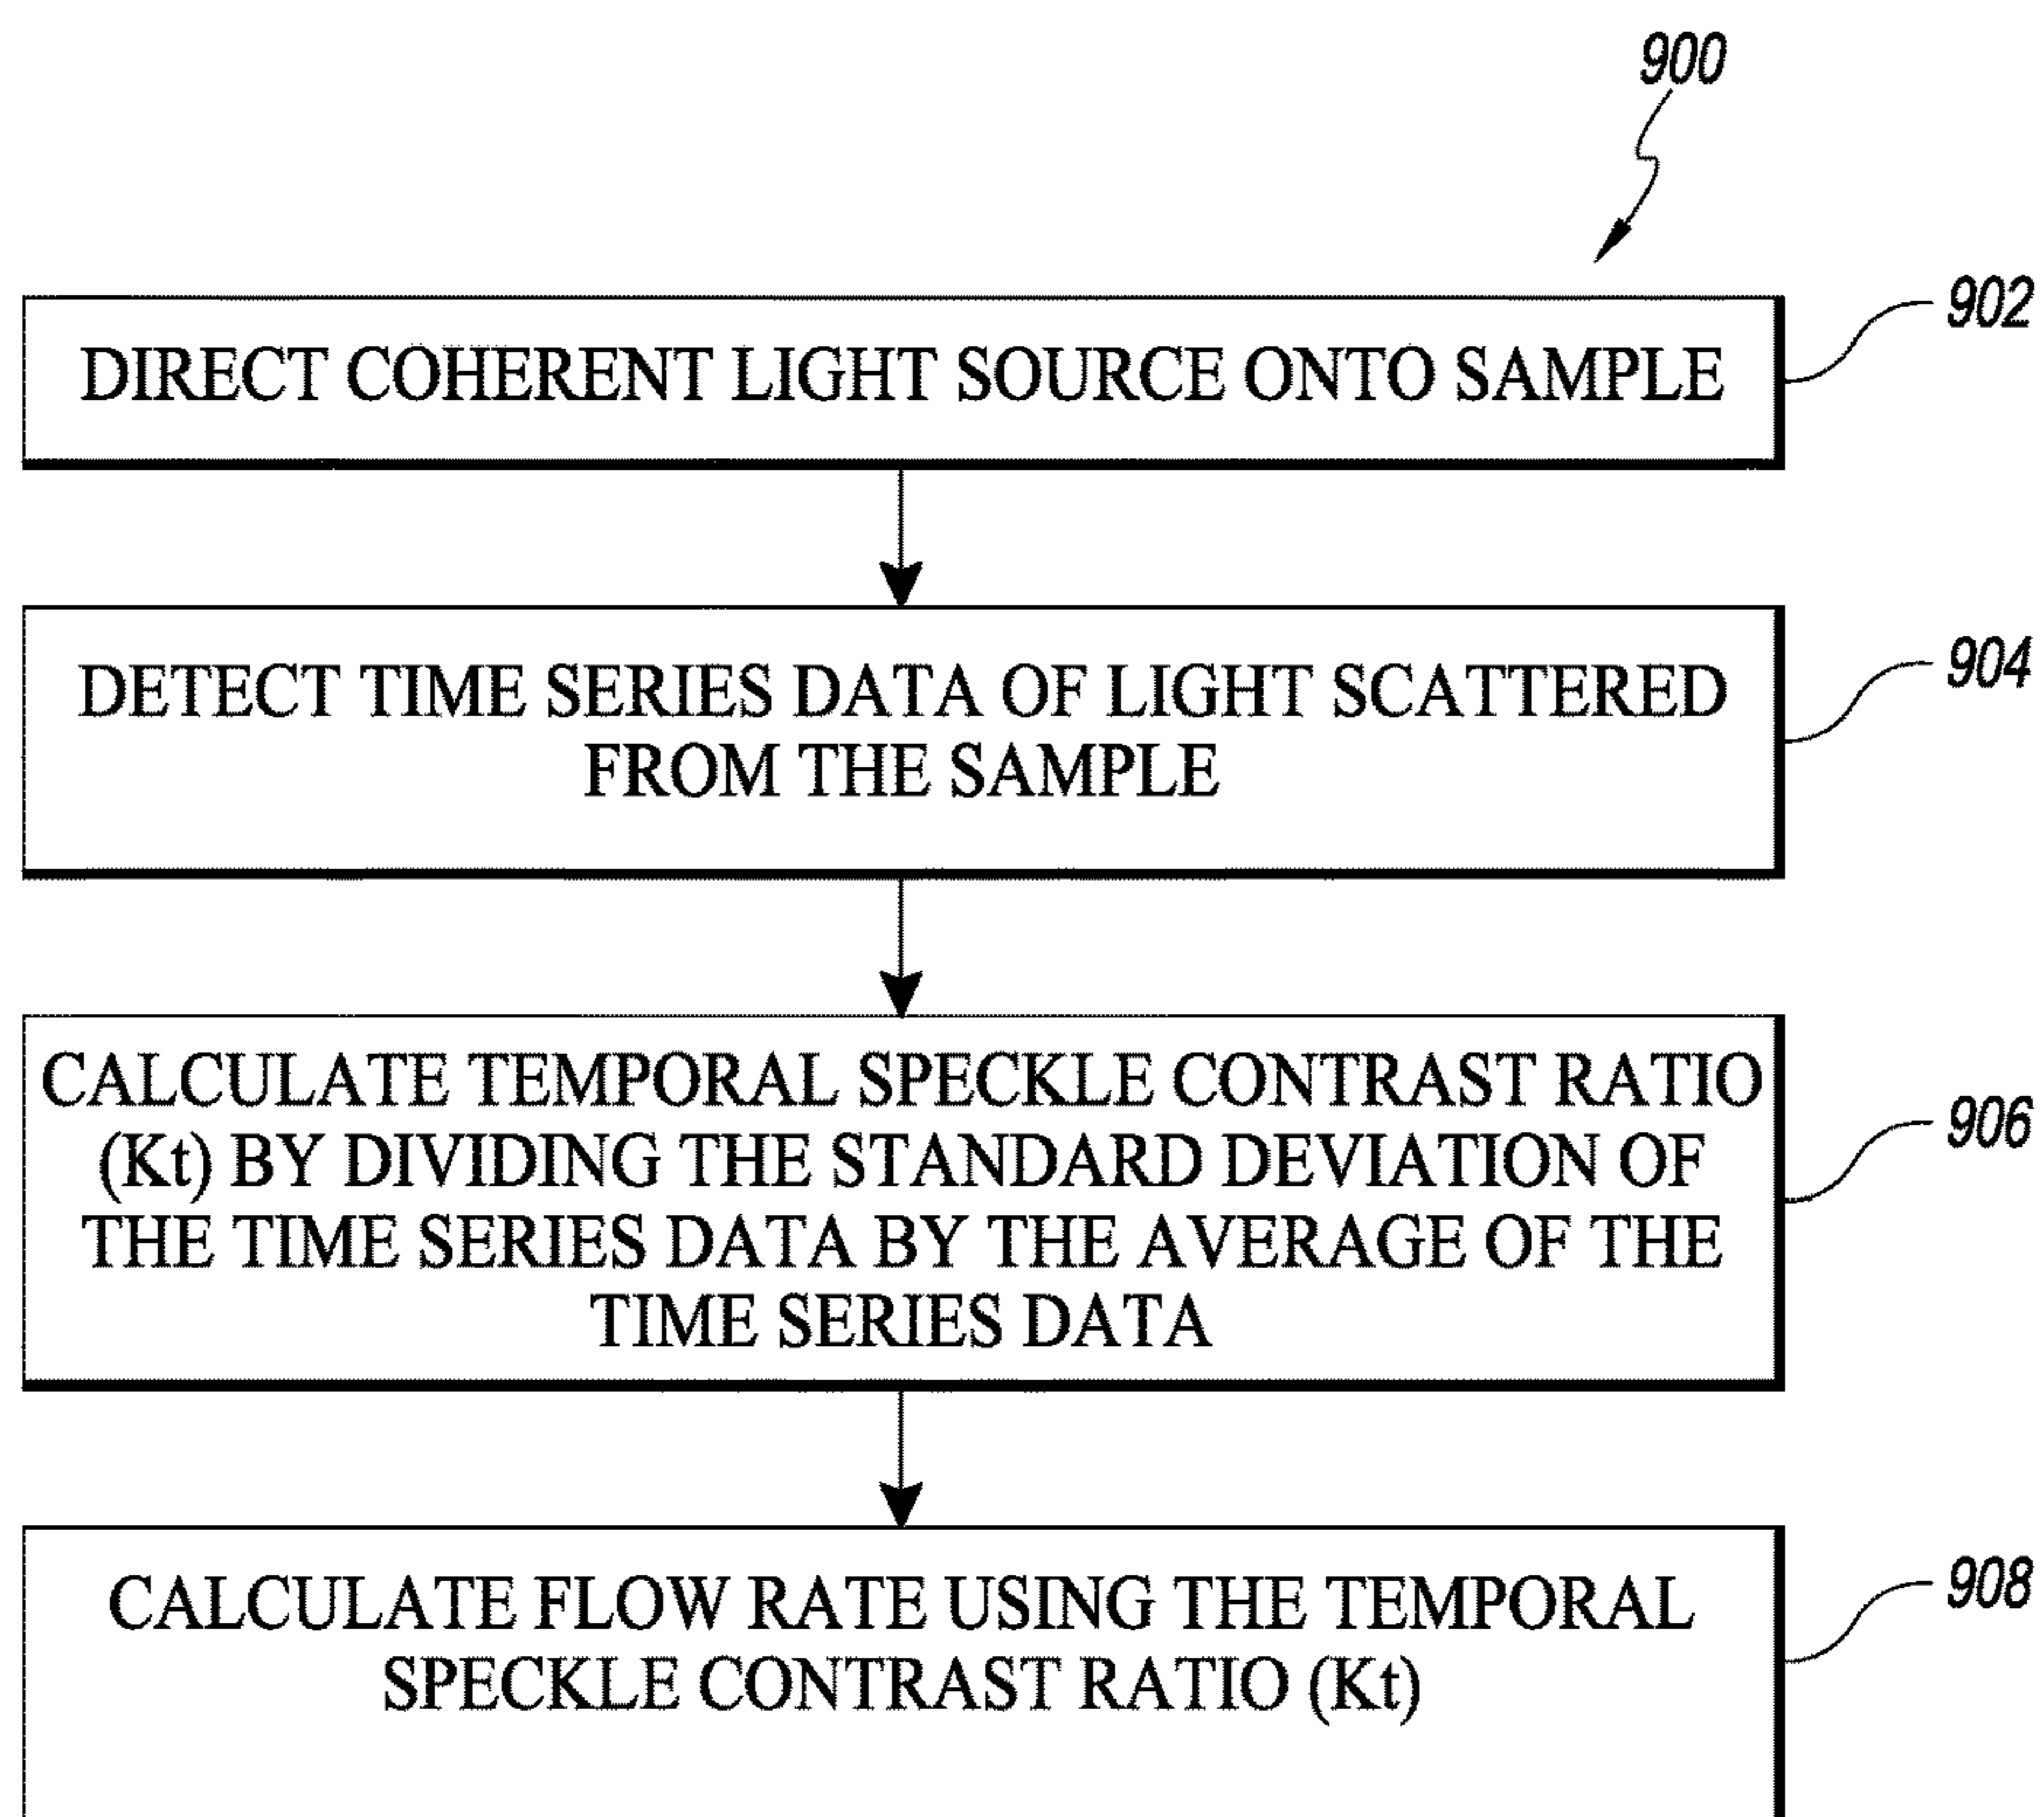 900
DIRECT COHERENT LIGHT SOURCE ONTO SAMPLE
902
DETECT TIME SERIES DATA OF LIGHT SCATTERED
FROM THE SAMPLE
904
CALCULATE TEMPORAL SPECKLE CONTRAST RATIO
(Kt) BY DIVIDING THE STANDARD DEVIATION OF
THE TIME SERIES DATA BY THE AVERAGE OF THE
TIME SERIES DATA
906
CALCULATE FLOW RATE USING THE TEMPORAL
SPECKLE CONTRAST RATIO (Kt)
908